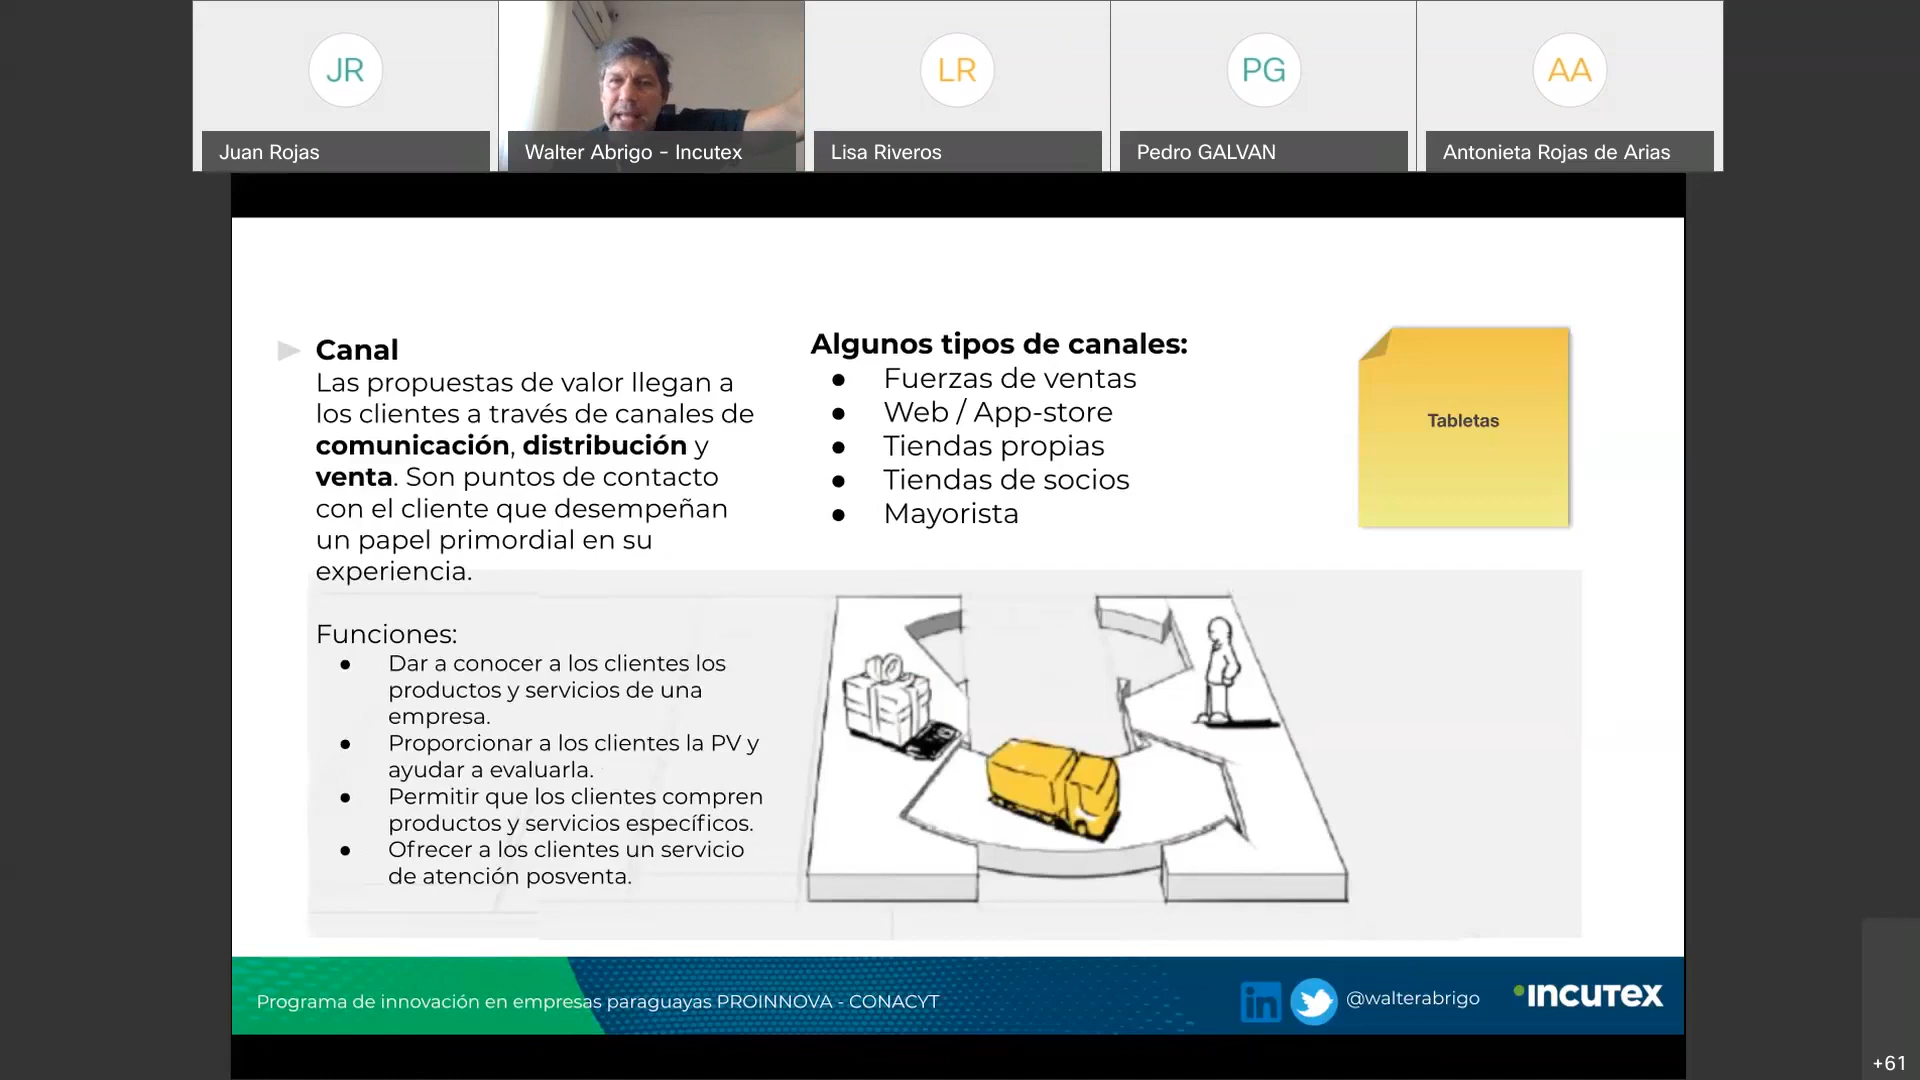 JR
LR
PG
AA
Juan Rojas
Walter Abrigo - Incutex
Lisa Riveros
Pedro GALVAN
Antonieta Rojas de Arias
Canal
Las propuestas de valor llegan a
los clientes a través de canales de
comunicación, distribución y
venta. Son puntos de contacto
con el cliente que desempeñan
un papel primordial en su
experiencia.
Funciones:
● Dar a conocer a los clientes los
productos y servicios de una
empresa.
● Proporcionar a los clientes la PV y
ayudar a evaluarla.
● Permitir que los clientes compren
productos y servicios específicos.
● Ofrecer a los clientes un servicio
de atención posventa.
Algunos tipos de canales:
● Fuerzas de ventas
● Web / App-store
● Tiendas propias
● Tiendas de socios
● Mayorista
Tabletas
Programa de innovación en empresas paraguayas PROINNOVA - CONACYT
in
@walterabrigo
INCUTEX
+61